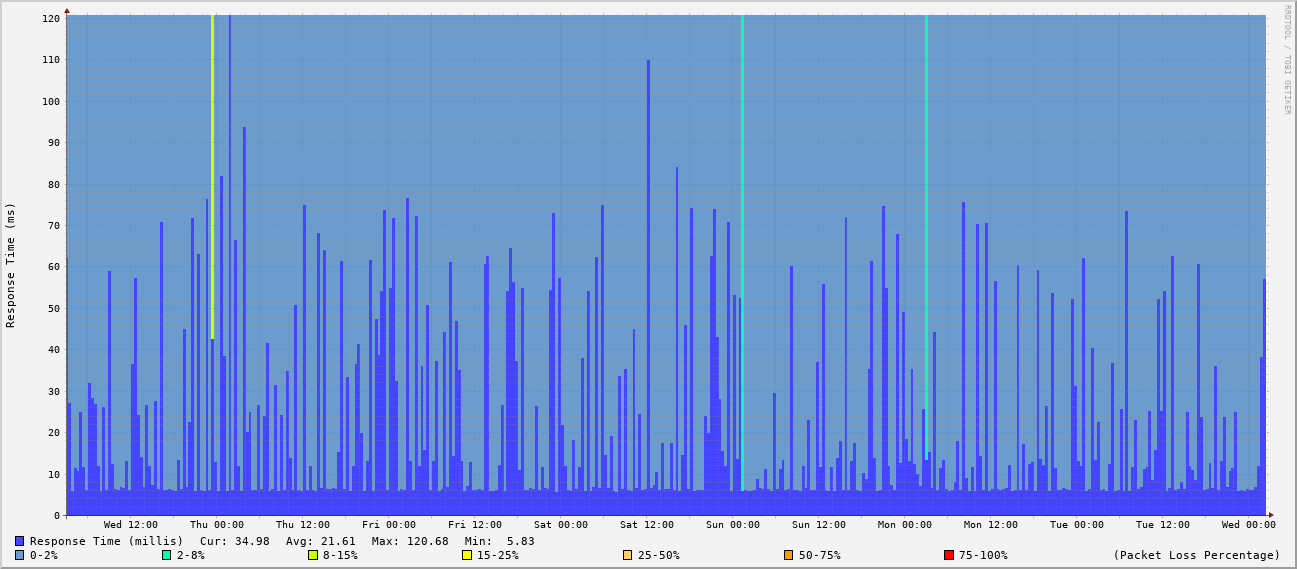 RRDTOOL / TOBI OETIKER
Response Time (ms)
120
110
100
90
80
70
60
50
40
30
20
10
0
Wed 12:00 Thu 00:00 Thu 12:00 Fri 00:00 Fri 12:00 Sat 00:00 Sat 12:00 Sun 00:00 Sun 12:00 Mon 00:00 Mon 12:00 Tue 00:00 Tue 12:00 Wed 00:00
Response Time (millis) Cur: 34.98 Avg: 21.61 Max: 120.68 Min: 5.83
0-2% 2-8% 8-15% 15-25% 25-50% 50-75% 75-100% (Packet Loss Percentage)